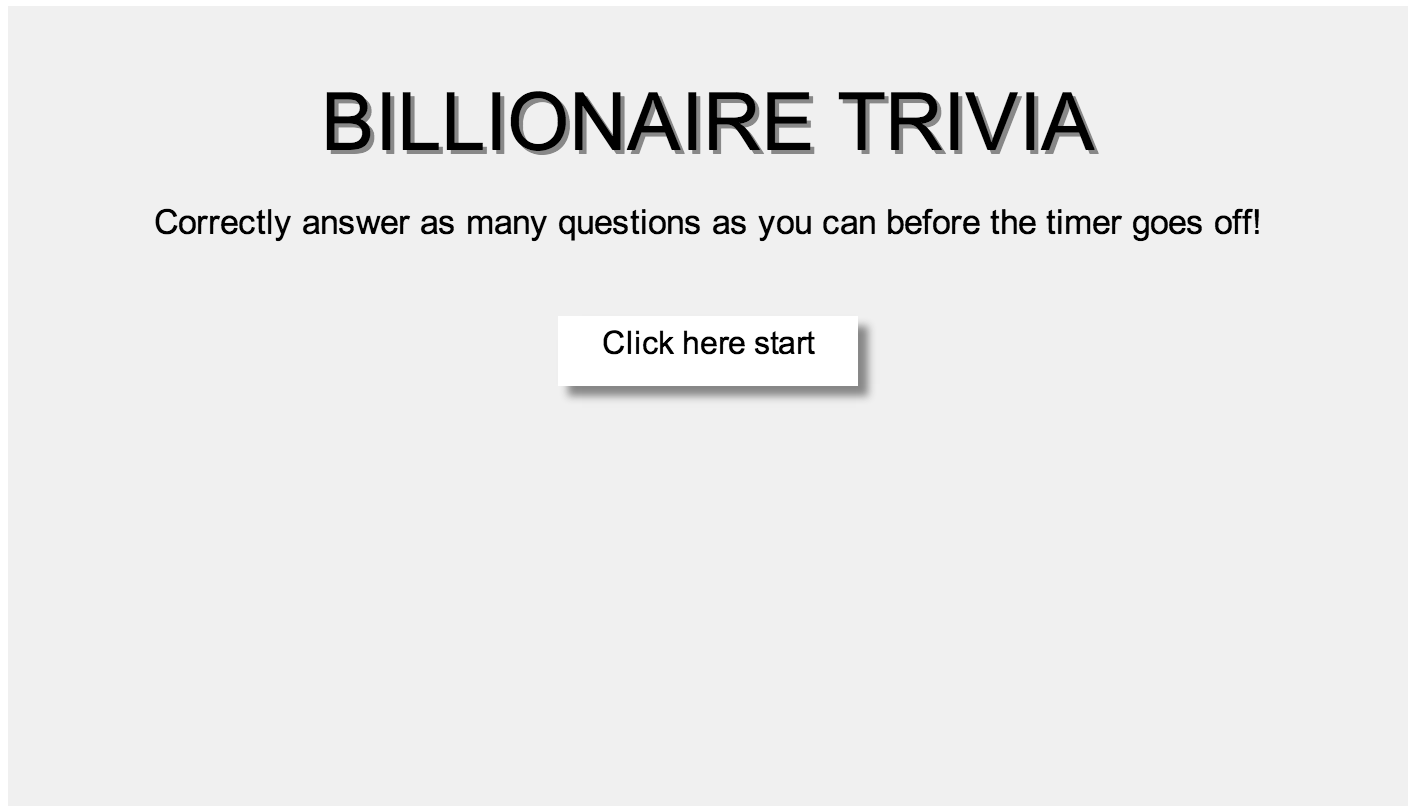 BILLIONAIRE TRIVIA
Correctly answer as many questions as you can before the timer goes off!
Click here start